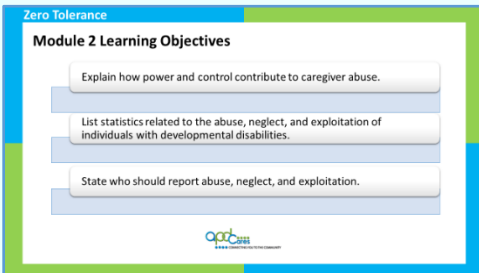 Zero Tolerance
Module 2 Learning Objectives
Explain how power and control contribute to caregiver abuse.
List statistics related to the abuse, neglect, and exploitation of
individuals with developmental disabilities.
State who should report abuse, neglect, and exploitation.
apdCares